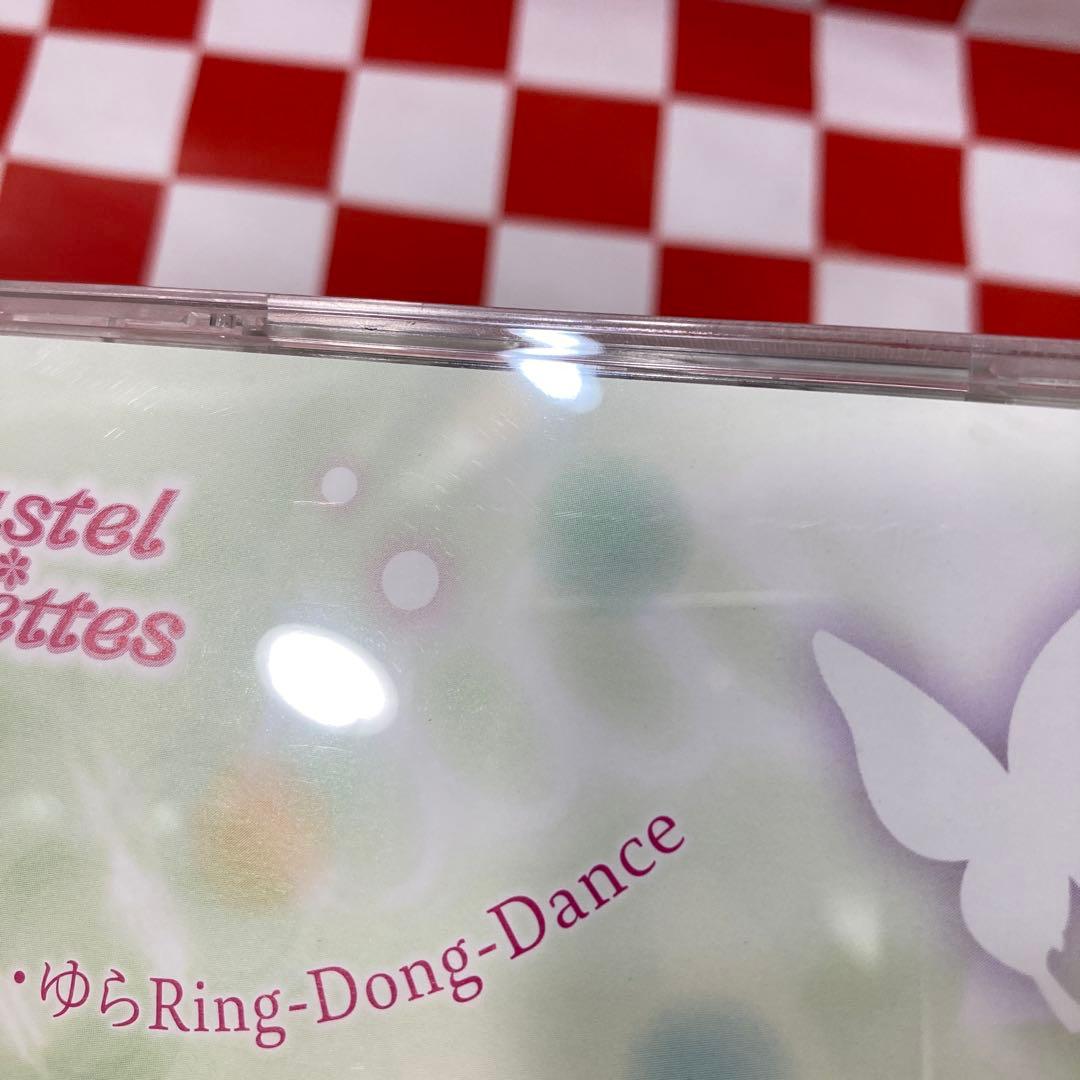 astel
ettes
・ゆらRing-Dong-Dance